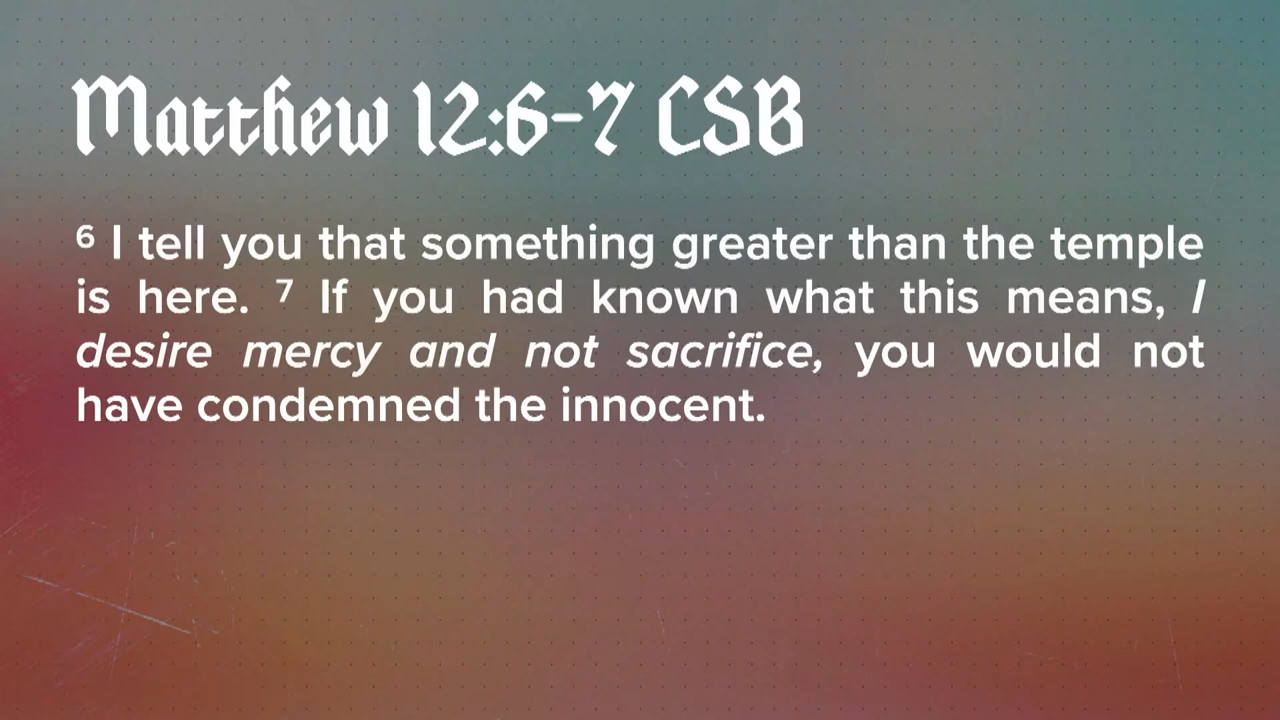 Matthew 12:6-7 CSB
⁶ I tell you that something greater than the temple
is here. ⁷ If you had known what this means, I
desire mercy and not sacrifice, you would not
have condemned the innocent.